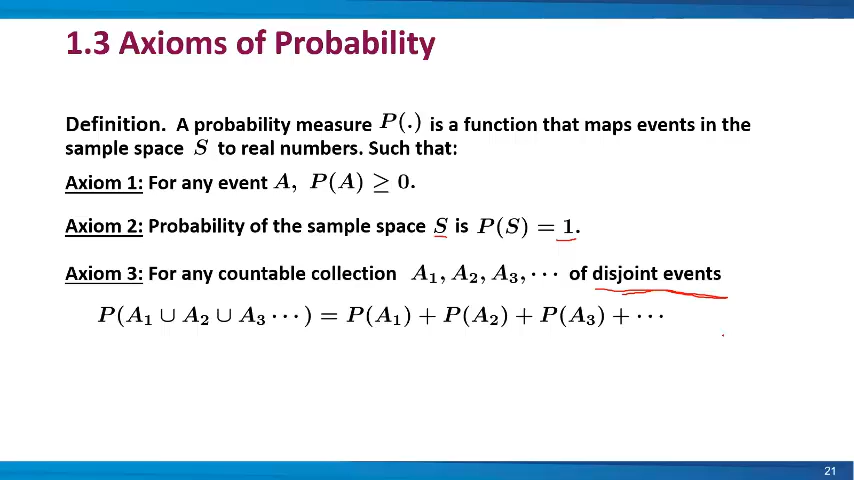 1.3 Axioms of Probability
Definition. A probability measure P(.) is a function that maps events in the
sample space S to real numbers. Such that:
Axiom 1: For any event A, P(A) ≥ 0.
Axiom 2: Probability of the sample space S is P(S) = 1.
Axiom 3: For any countable collection A₁, A₂, A₃, ⋯ of disjoint events
P(A₁ ∪ A₂ ∪ A₃ ⋯ ) = P(A₁) + P(A₂) + P(A₃) + ⋯
21